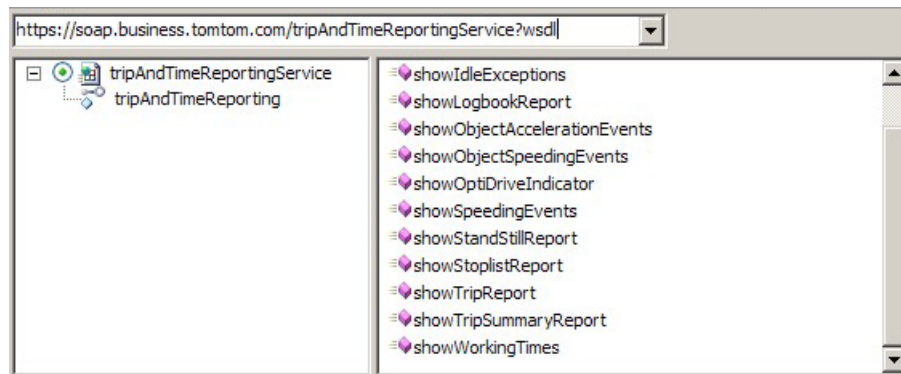 https://soap.business.tomtom.com/tripAndTimeReportingService?wsdl
tripAndTimeReportingService
tripAndTimeReporting
showIdleExceptions
showLogbookReport
showObjectAccelerationEvents
showObjectSpeedingEvents
showOptiDriveIndicator
showSpeedingEvents
showStandStillReport
showStoplistReport
showTripReport
showTripSummaryReport
showWorkingTimes